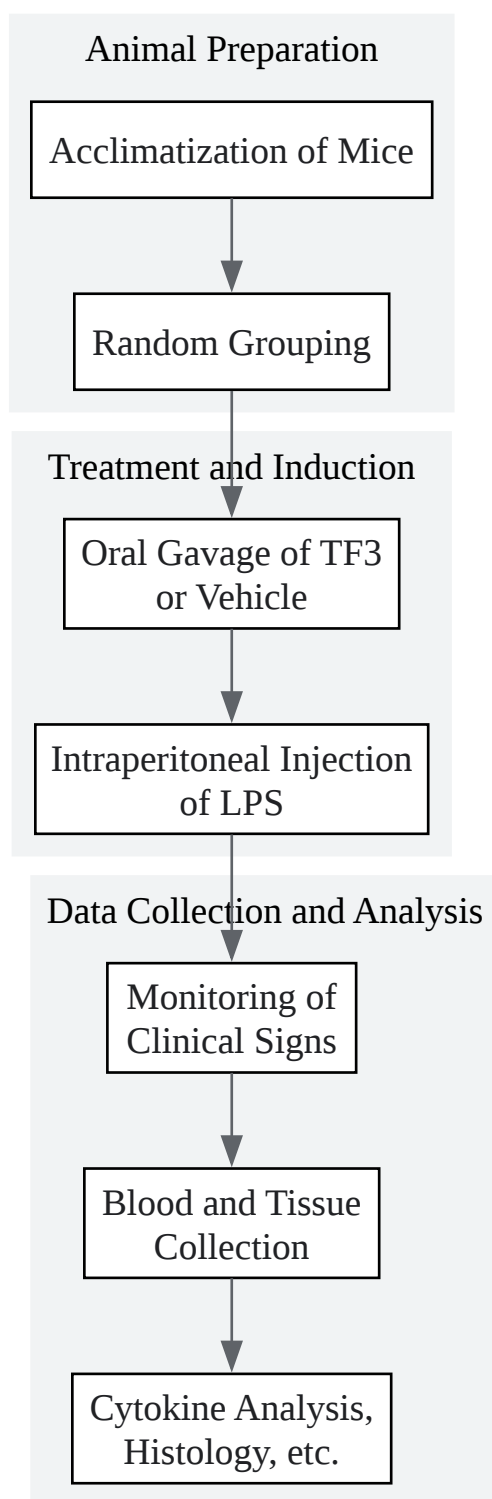 Animal Preparation
Acclimatization of Mice
Random Grouping
Treatment and Induction
Oral Gavage of TF3
or Vehicle
Intraperitoneal Injection
of LPS
Data Collection and Analysis
Monitoring of
Clinical Signs
Blood and Tissue
Collection
Cytokine Analysis,
Histology, etc.